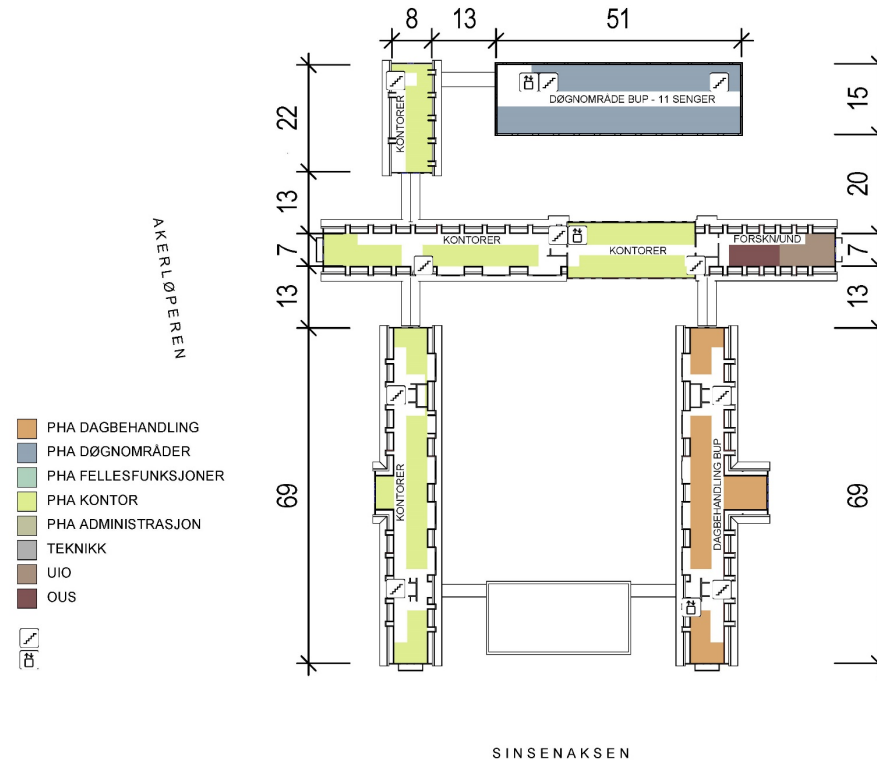 8 13 51
22
13
7
13
69
15
20
7
13
69
DØGNOMRÅDE BUP - 11 SENGER
KONTORER
KONTORER
KONTORER
FORSKN/UND
KONTORER
DAGBEHANDLING BUP
AKERLØPEREN
PHA DAGBEHANDLING
PHA DØGNOMRÅDER
PHA FELLESFUNKSJONER
PHA KONTOR
PHA ADMINISTRASJON
TEKNIKK
UIO
OUS
SINSENAKSEN